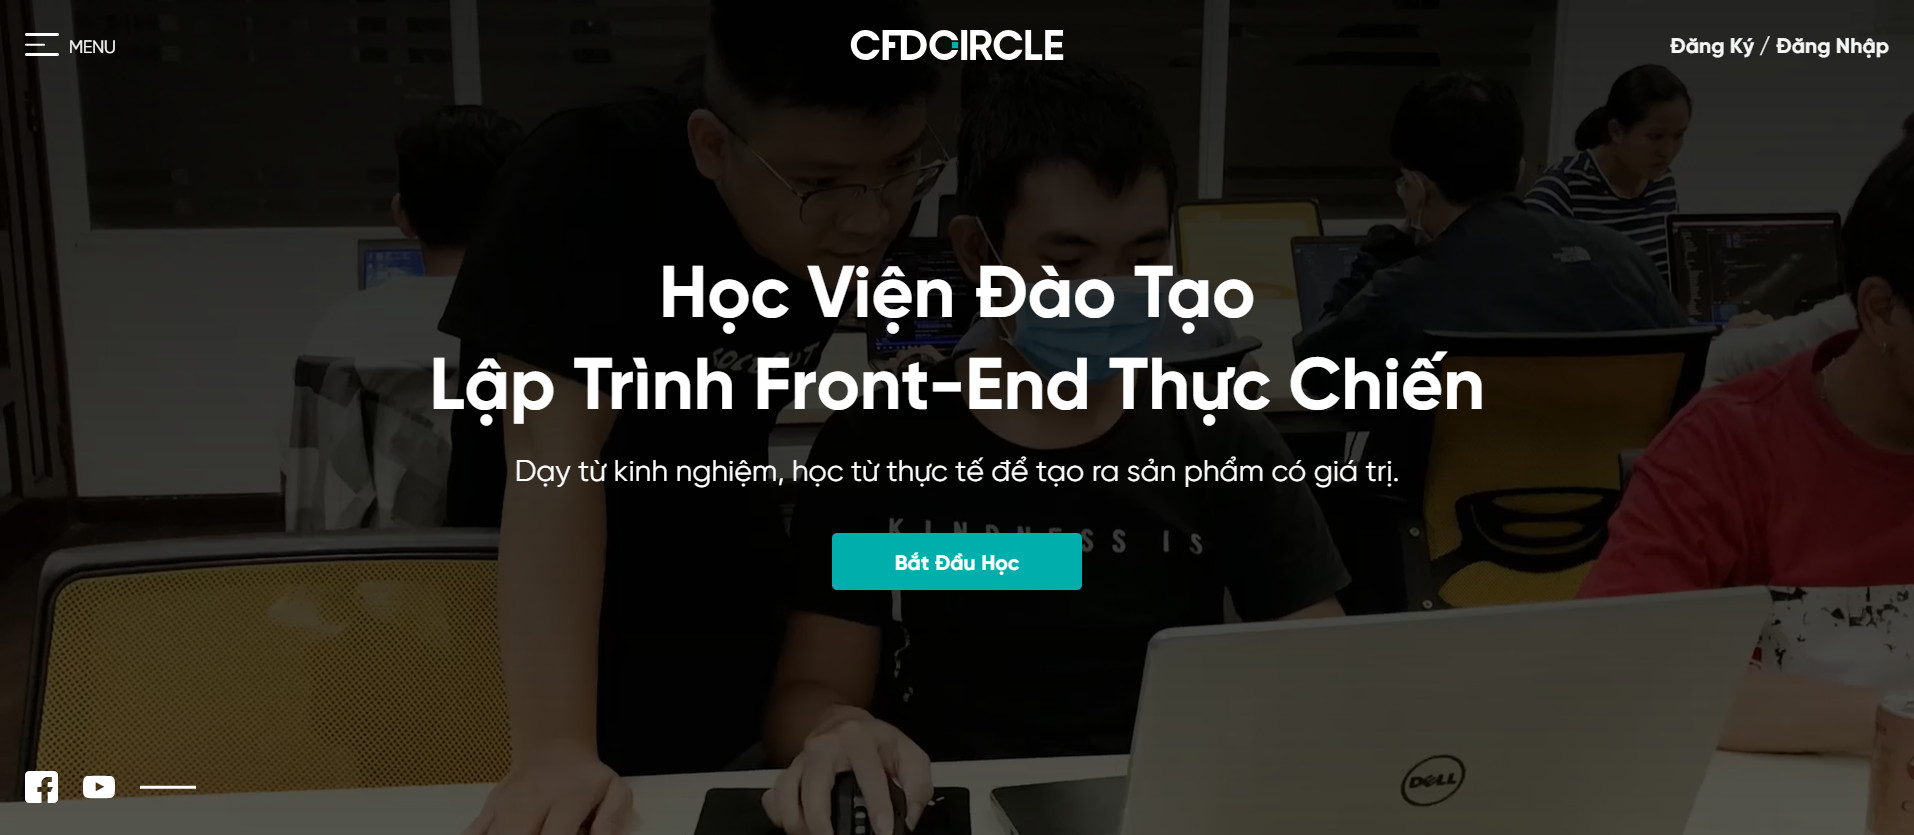 MENU
CFDCIRCLE
Đăng Ký / Đăng Nhập
Học Viện Đào Tạo
Lập Trình Front-End Thực Chiến
Dạy từ kinh nghiệm, học từ thực tế để tạo ra sản phẩm có giá trị.
KINDNESS IS
Bắt Đầu Học
DELL